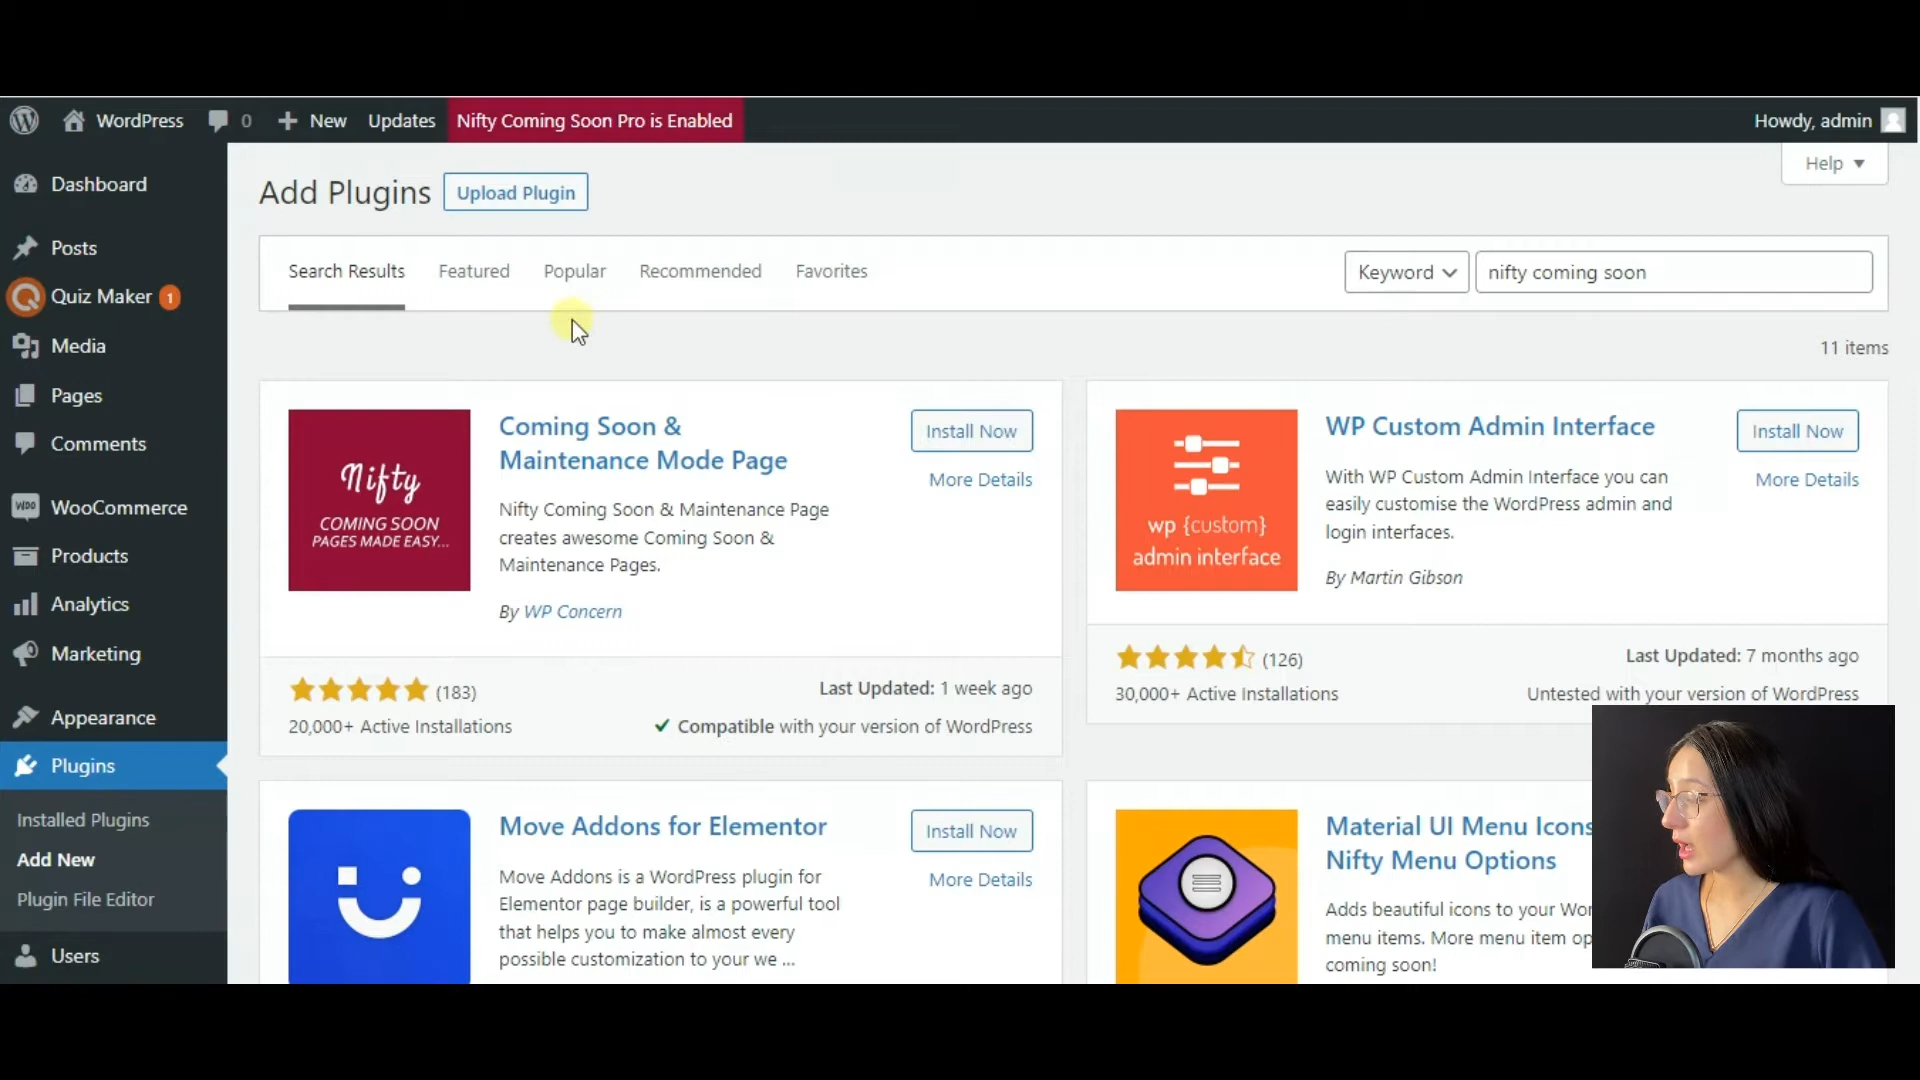 WordPress 0 New Updates Nifty Coming Soon Pro is Enabled Howdy, admin
Dashboard
Posts
Quiz Maker 1
Media
Pages
Comments
WooCommerce
Products
Analytics
Marketing
Appearance
Plugins
Installed Plugins
Add New
Plugin File Editor
Users
Help
Add Plugins Upload Plugin
Search Results Featured Popular Recommended Favorites Keyword nifty coming soon
11 items
Nifty
COMING SOON
PAGES MADE EASY...
Coming Soon &
Maintenance Mode Page
Install Now
More Details
Nifty Coming Soon & Maintenance Page
creates awesome Coming Soon &
Maintenance Pages.
By WP Concern
(183)
Last Updated: 1 week ago
20,000+ Active Installations
Compatible with your version of WordPress
wp {custom}
admin interface
WP Custom Admin Interface
Install Now
More Details
With WP Custom Admin Interface you can
easily customise the WordPress admin and
login interfaces.
By Martin Gibson
(126)
Last Updated: 7 months ago
30,000+ Active Installations
Untested with your version of WordPress
Move Addons for Elementor
Install Now
More Details
Move Addons is a WordPress plugin for
Elementor page builder, is a powerful tool
that helps you to make almost every
possible customization to your we ...
Material UI Menu Icons
Nifty Menu Options
Adds beautiful icons to your Wor
menu items. More menu item op
coming soon!